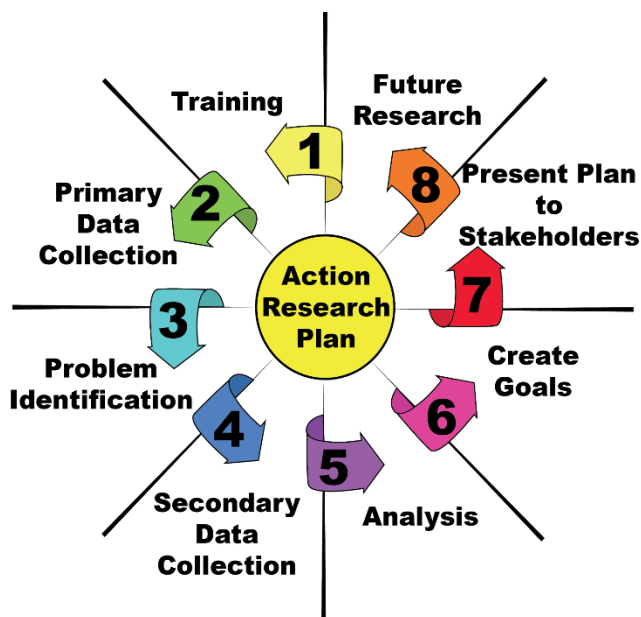 Action
Research
Plan
1
Training
2
Primary
Data
Collection
3
Problem
Identification
4
Secondary
Data
Collection
5
Analysis
6
Create
Goals
7
Present Plan
to
Stakeholders
8
Future
Research